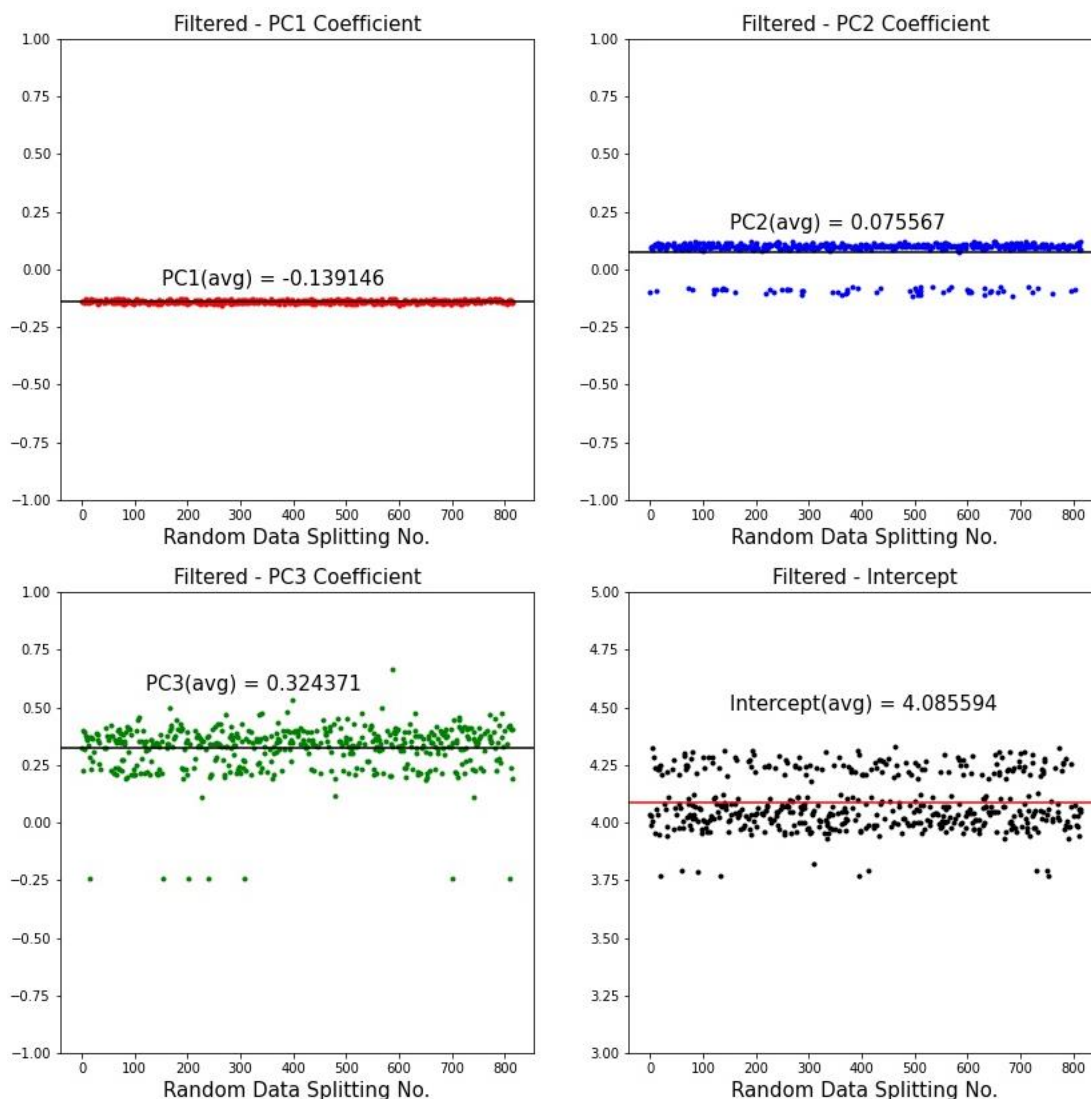 Filtered - PC1 Coefficient
1.00
0.75
0.50
0.25
0.00
−0.25
−0.50
−0.75
−1.00
PC1(avg) = -0.139146
0 100 200 300 400 500 600 700 800
Random Data Splitting No.
Filtered - PC2 Coefficient
1.00
0.75
0.50
0.25
0.00
−0.25
−0.50
−0.75
−1.00
PC2(avg) = 0.075567
0 100 200 300 400 500 600 700 800
Random Data Splitting No.
Filtered - PC3 Coefficient
1.00
0.75
0.50
0.25
0.00
−0.25
−0.50
−0.75
−1.00
PC3(avg) = 0.324371
0 100 200 300 400 500 600 700 800
Random Data Splitting No.
Filtered - Intercept
5.00
4.75
4.50
4.25
4.00
3.75
3.50
3.25
3.00
Intercept(avg) = 4.085594
0 100 200 300 400 500 600 700 800
Random Data Splitting No.